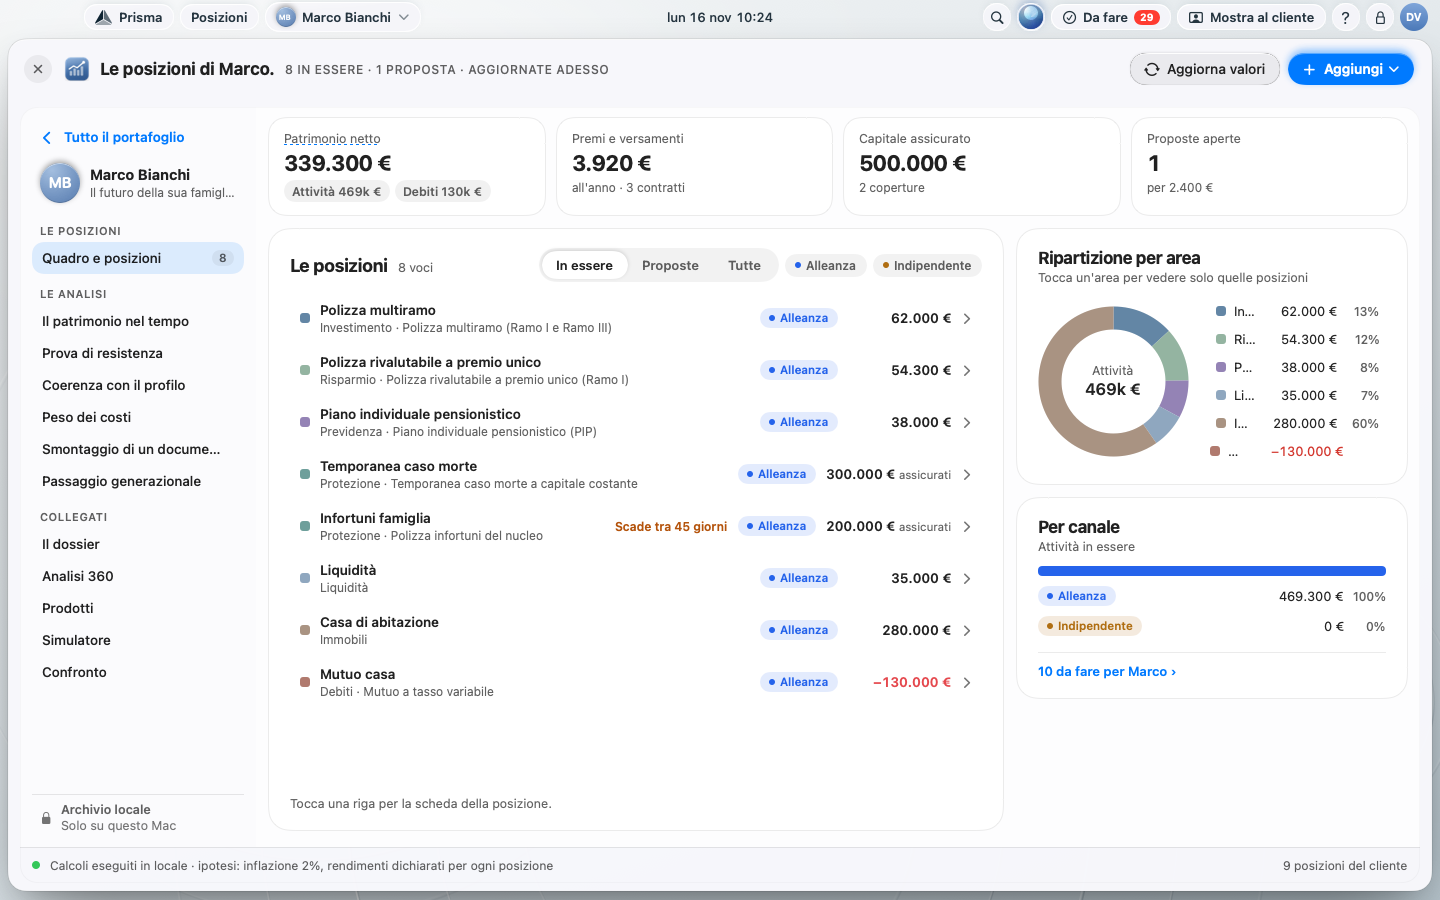 Prisma
Posizioni
MB Marco Bianchi
lun 16 nov 10:24
Da fare 29
Mostra al cliente
?
DV
Le posizioni di Marco. 8 IN ESSERE · 1 PROPOSTA · AGGIORNATE ADESSO
Aggiorna valori
+ Aggiungi
Tutto il portafoglio
MB
Marco Bianchi
Il futuro della sua famigl...
LE POSIZIONI
Quadro e posizioni 8
LE ANALISI
Il patrimonio nel tempo
Prova di resistenza
Coerenza con il profilo
Peso dei costi
Smontaggio di un docume...
Passaggio generazionale
COLLEGATI
Il dossier
Analisi 360
Prodotti
Simulatore
Confronto
Archivio locale
Solo su questo Mac
Patrimonio netto
339.300 €
Attività 469k € Debiti 130k €
Premi e versamenti
3.920 €
all'anno · 3 contratti
Capitale assicurato
500.000 €
2 coperture
Proposte aperte
1
per 2.400 €
Le posizioni 8 voci
In essere Proposte Tutte
Alleanza Indipendente
Polizza multiramo
Investimento · Polizza multiramo (Ramo I e Ramo III)
Alleanza 62.000 €
Polizza rivalutabile a premio unico
Risparmio · Polizza rivalutabile a premio unico (Ramo I)
Alleanza 54.300 €
Piano individuale pensionistico
Previdenza · Piano individuale pensionistico (PIP)
Alleanza 38.000 €
Temporanea caso morte
Protezione · Temporanea caso morte a capitale costante
Alleanza 300.000 € assicurati
Infortuni famiglia
Protezione · Polizza infortuni del nucleo
Scade tra 45 giorni Alleanza 200.000 € assicurati
Liquidità
Liquidità
Alleanza 35.000 €
Casa di abitazione
Immobili
Alleanza 280.000 €
Mutuo casa
Debiti · Mutuo a tasso variabile
Alleanza −130.000 €
Tocca una riga per la scheda della posizione.
Ripartizione per area
Tocca un'area per vedere solo quelle posizioni
Attività
469k €
In... 62.000 € 13%
Ri... 54.300 € 12%
P... 38.000 € 8%
Li... 35.000 € 7%
I... 280.000 € 60%
... −130.000 €
Per canale
Attività in essere
Alleanza 469.300 € 100%
Indipendente 0 € 0%
10 da fare per Marco ›
Calcoli eseguiti in locale · ipotesi: inflazione 2%, rendimenti dichiarati per ogni posizione
9 posizioni del cliente